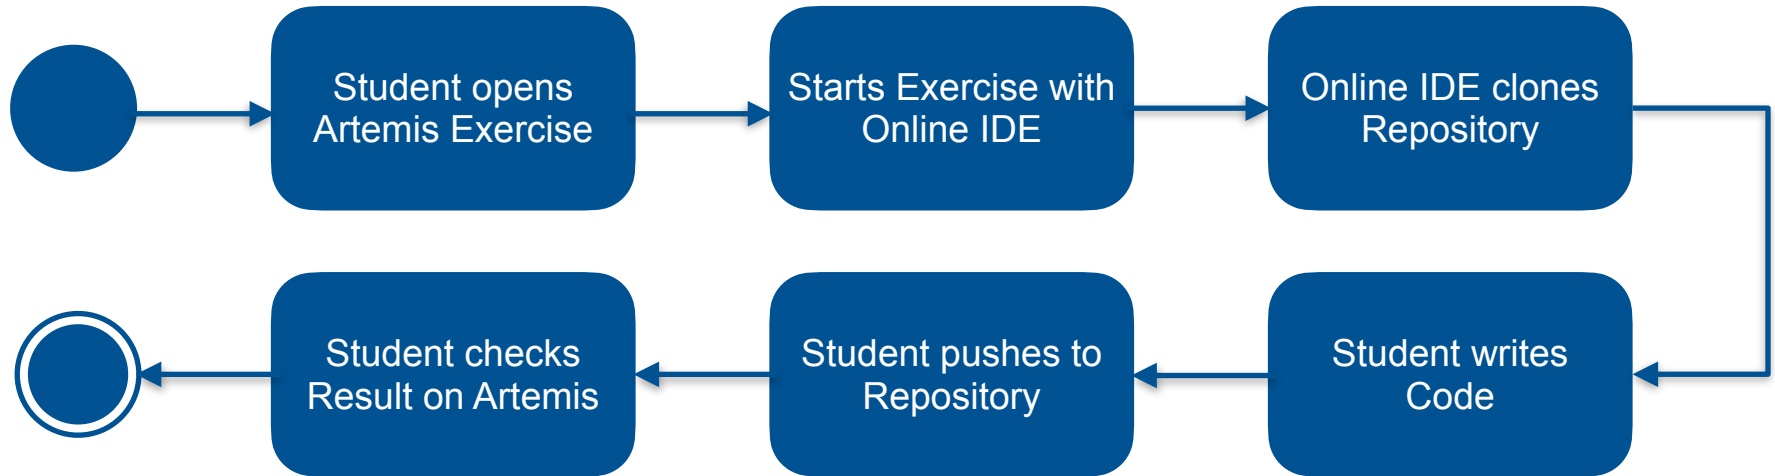 Student opens
Artemis Exercise
Starts Exercise with
Online IDE
Online IDE clones
Repository
Student writes
Code
Student pushes to
Repository
Student checks
Result on Artemis